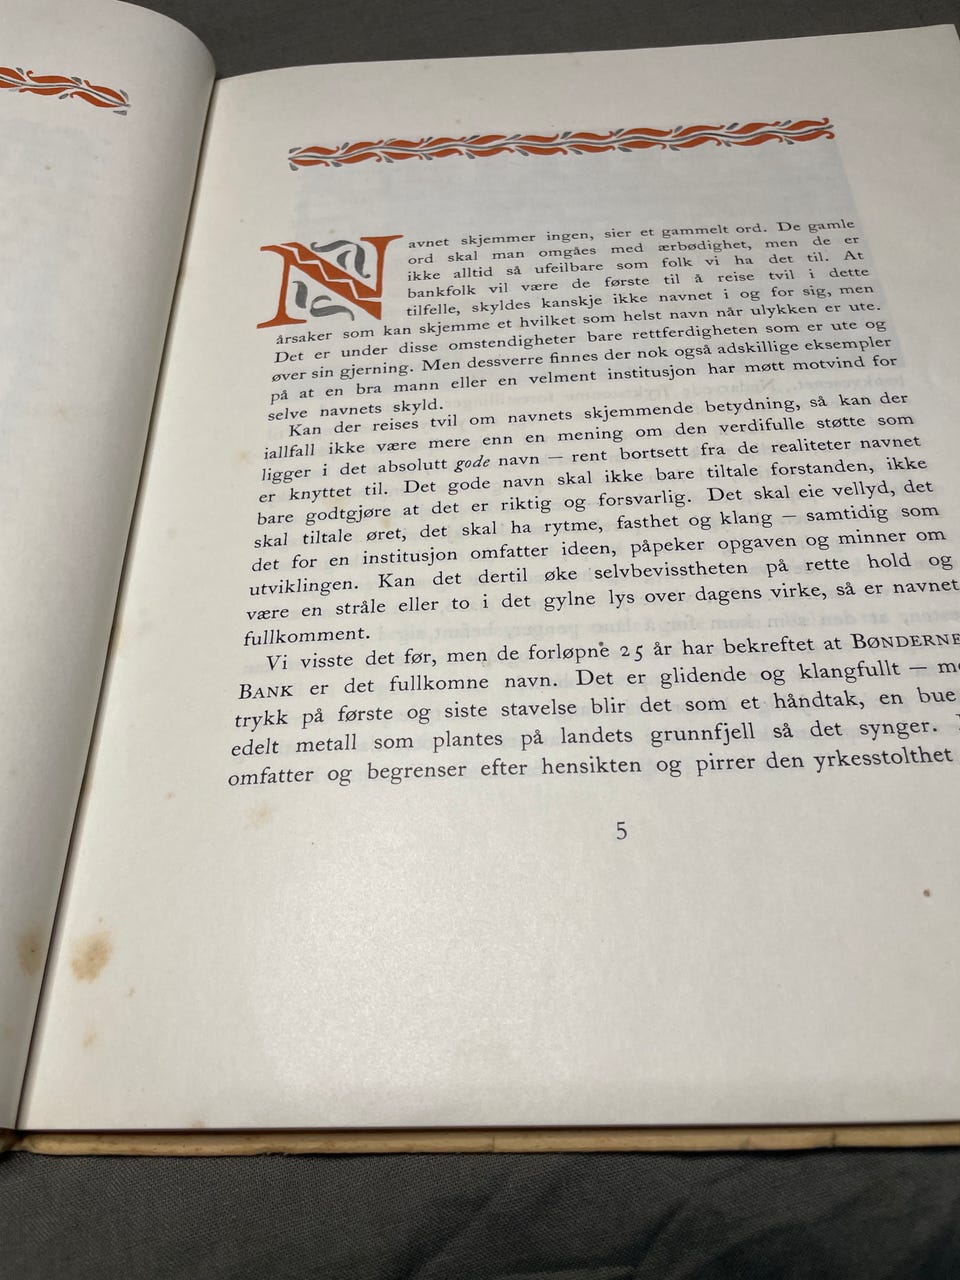 Navnet skjemmer ingen, sier et gammelt ord. De gamle
ord skal man omgåes med ærbødighet, men de er
ikke alltid så ufeilbare som folk vi ha det til. At
bankfolk vil være de første til å reise tvil i dette
tilfelle, skyldes kanskje ikke navnet i og for sig, men
årsaker som kan skjemme et hvilket som helst navn når ulykken er ute.
Det er under disse omstendigheter bare rettferdigheten som er ute og
øver sin gjerning. Men dessverre finnes der nok også adskillige eksempler
på at en bra mann eller en velment institusjon har møtt motvind for
selve navnets skyld.
Kan der reises tvil om navnets skjemmende betydning, så kan der
iallfall ikke være mere enn en mening om den verdifulle støtte som
ligger i det absolutt gode navn — rent bortsett fra de realiteter navnet
er knyttet til. Det gode navn skal ikke bare tiltale forstanden, ikke
bare godtgjøre at det er riktig og forsvarlig. Det skal eie vellyd, det
skal tiltale øret, det skal ha rytme, fasthet og klang — samtidig som
det for en institusjon omfatter ideen, påpeker opgaven og minner om
utviklingen. Kan det dertil øke selvbevisstheten på rette hold og
være en stråle eller to i det gylne lys over dagens virke, så er navnet
fullkomment.
Vi visste det før, men de forløpne 25 år har bekreftet at BØNDERNE
BANK er det fullkomne navn. Det er glidende og klangfullt — m
trykk på første og siste stavelse blir det som et håndtak, en bue
edelt metall som plantes på landets grunnfjell så det synger.
omfatter og begrenser efter hensikten og pirrer den yrkesstolthet
5